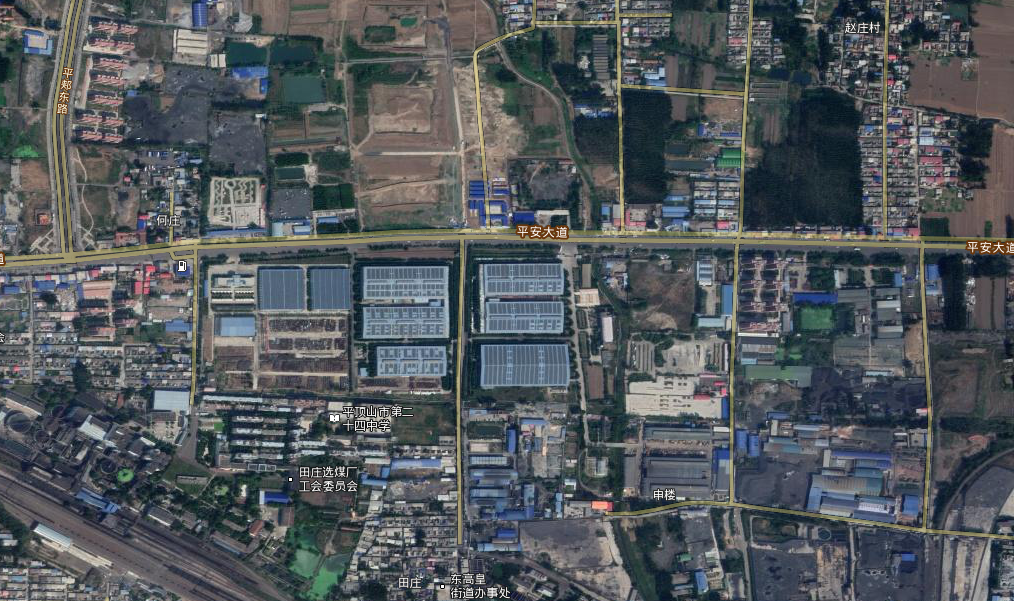 赵庄村
平郏东路
何庄
平安大道
平安大道
道
平顶山市第二
十四中学
田庄选煤厂
工会委员会
申楼
田庄
东高皇
街道办事处